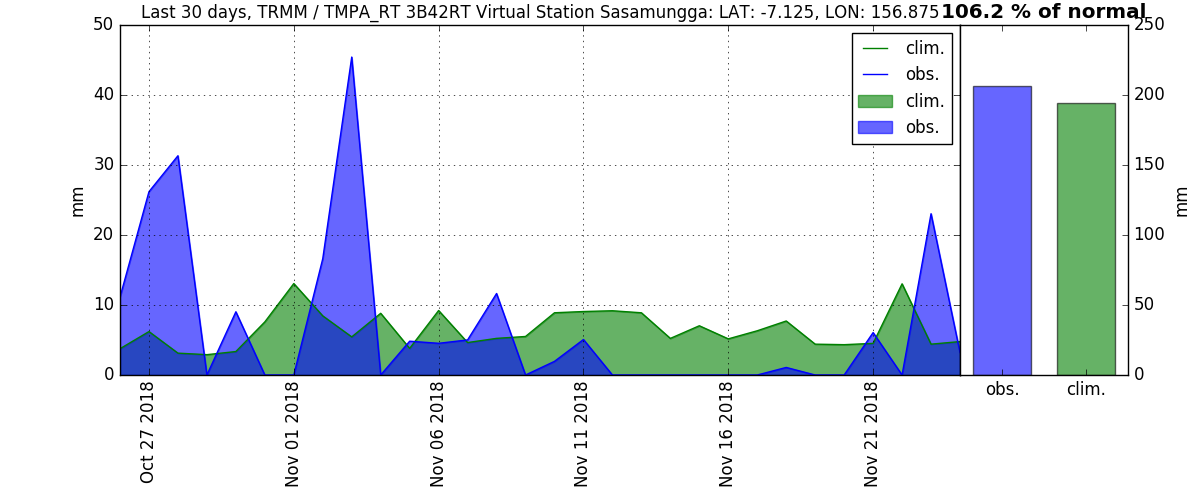 Last 30 days, TRMM / TMPA_RT 3B42RT Virtual Station Sasamungga: LAT: -7.125, LON: 156.875
106.2 % of normal
50
40
30
20
10
0
mm
clim.
obs.
clim.
obs.
250
200
150
100
50
0
mm
Oct 27 2018
Nov 01 2018
Nov 06 2018
Nov 11 2018
Nov 16 2018
Nov 21 2018
obs.
clim.